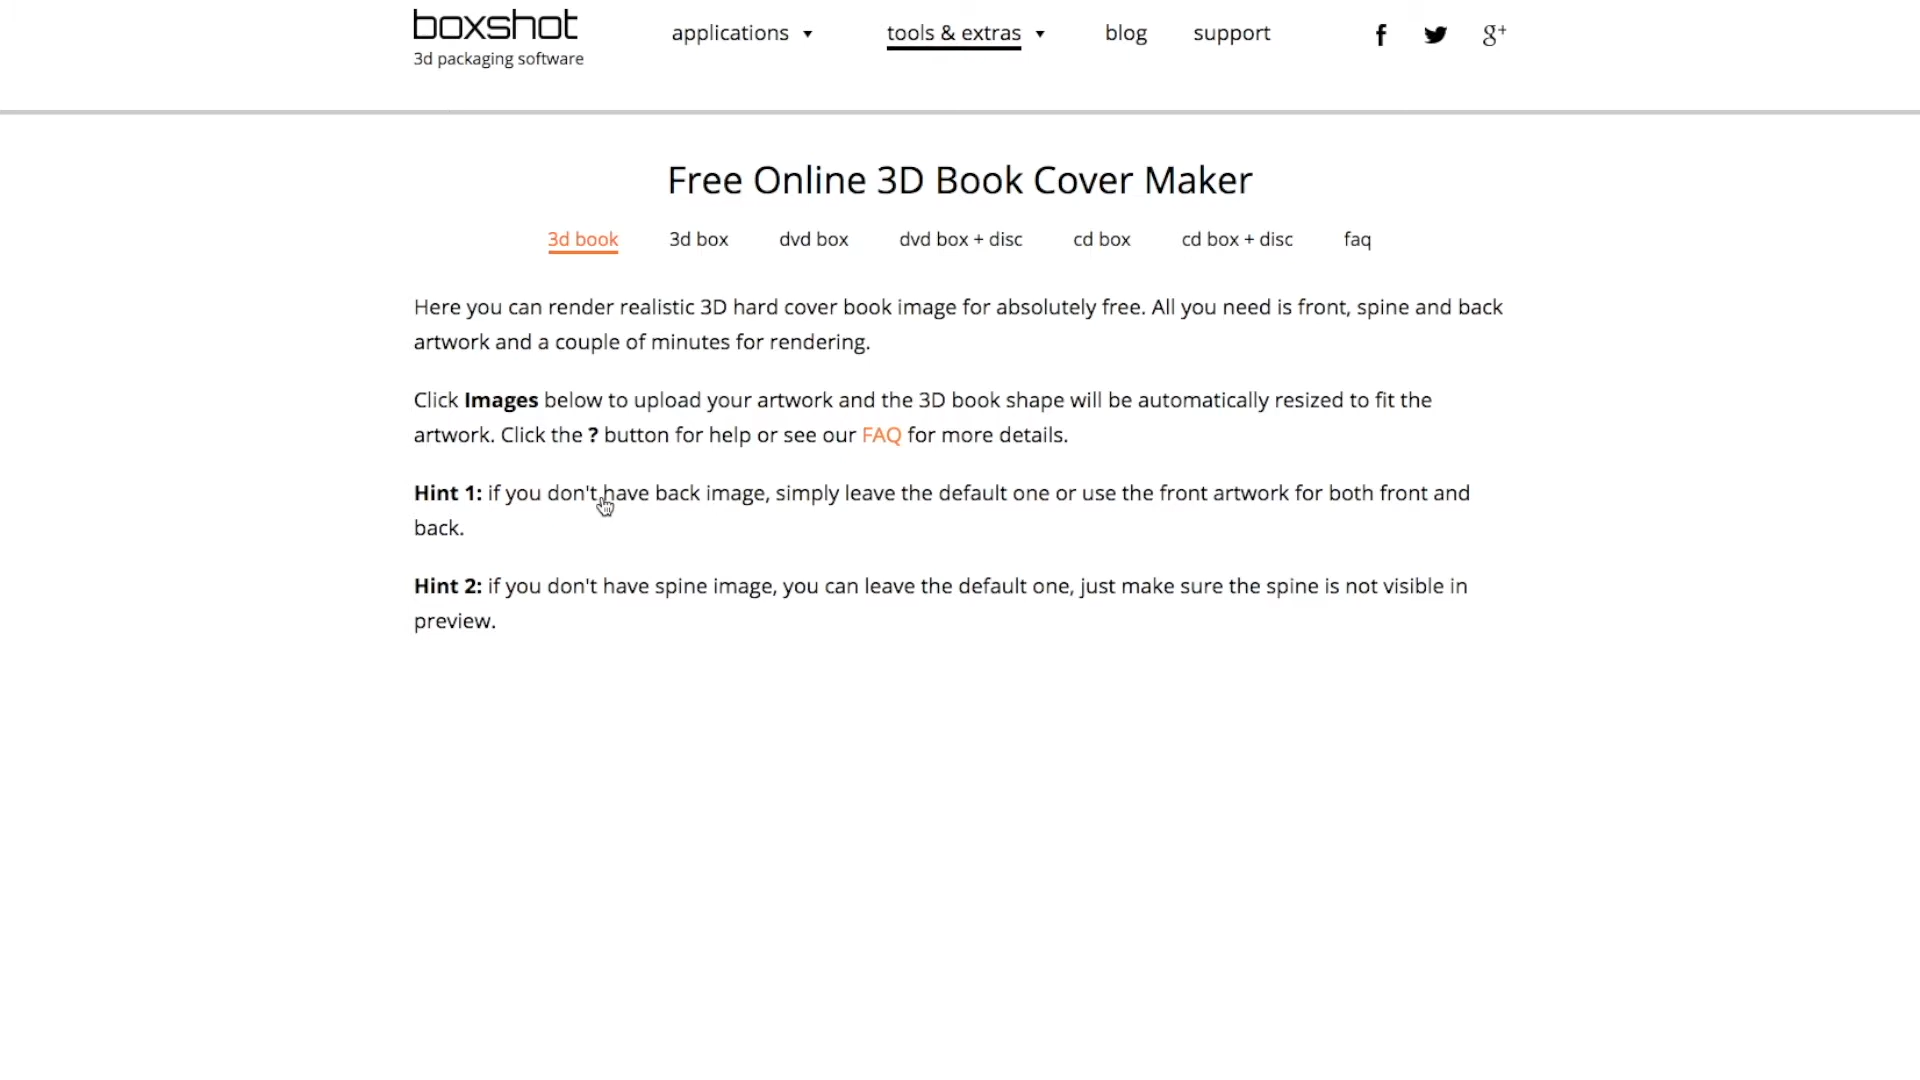 boxshot
3d packaging software
applications ▼
tools & extras ▼
blog
support
f
g+
Free Online 3D Book Cover Maker
3d book
3d box
dvd box
dvd box + disc
cd box
cd box + disc
faq
Here you can render realistic 3D hard cover book image for absolutely free. All you need is front, spine and back
artwork and a couple of minutes for rendering.
Click Images below to upload your artwork and the 3D book shape will be automatically resized to fit the
artwork. Click the ? button for help or see our FAQ for more details.
Hint 1: if you don't have back image, simply leave the default one or use the front artwork for both front and
back.
Hint 2: if you don't have spine image, you can leave the default one, just make sure the spine is not visible in
preview.